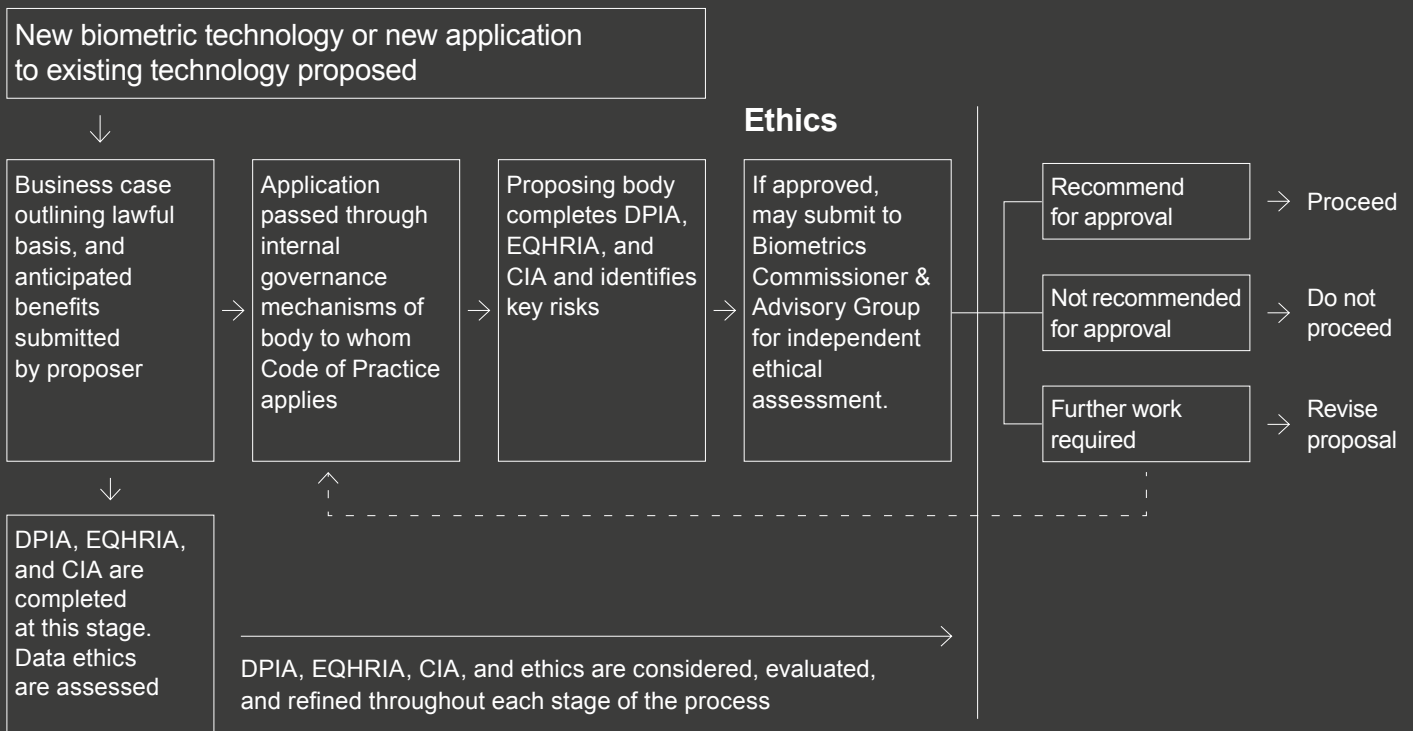 New biometric technology or new application
to existing technology proposed
Ethics
Business case
outlining lawful
basis, and
anticipated
benefits
submitted
by proposer
Application
passed through
internal
governance
mechanisms of
body to whom
Code of Practice
applies
Proposing body
completes DPIA,
EQHRIA, and
CIA and identifies
key risks
If approved,
may submit to
Biometrics
Commissioner &
Advisory Group
for independent
ethical
assessment.
Recommend
for approval
Proceed
Not recommended
for approval
Do not
proceed
Further work
required
Revise
proposal
DPIA, EQHRIA,
and CIA are
completed
at this stage.
Data ethics
are assessed
DPIA, EQHRIA, CIA, and ethics are considered, evaluated,
and refined throughout each stage of the process